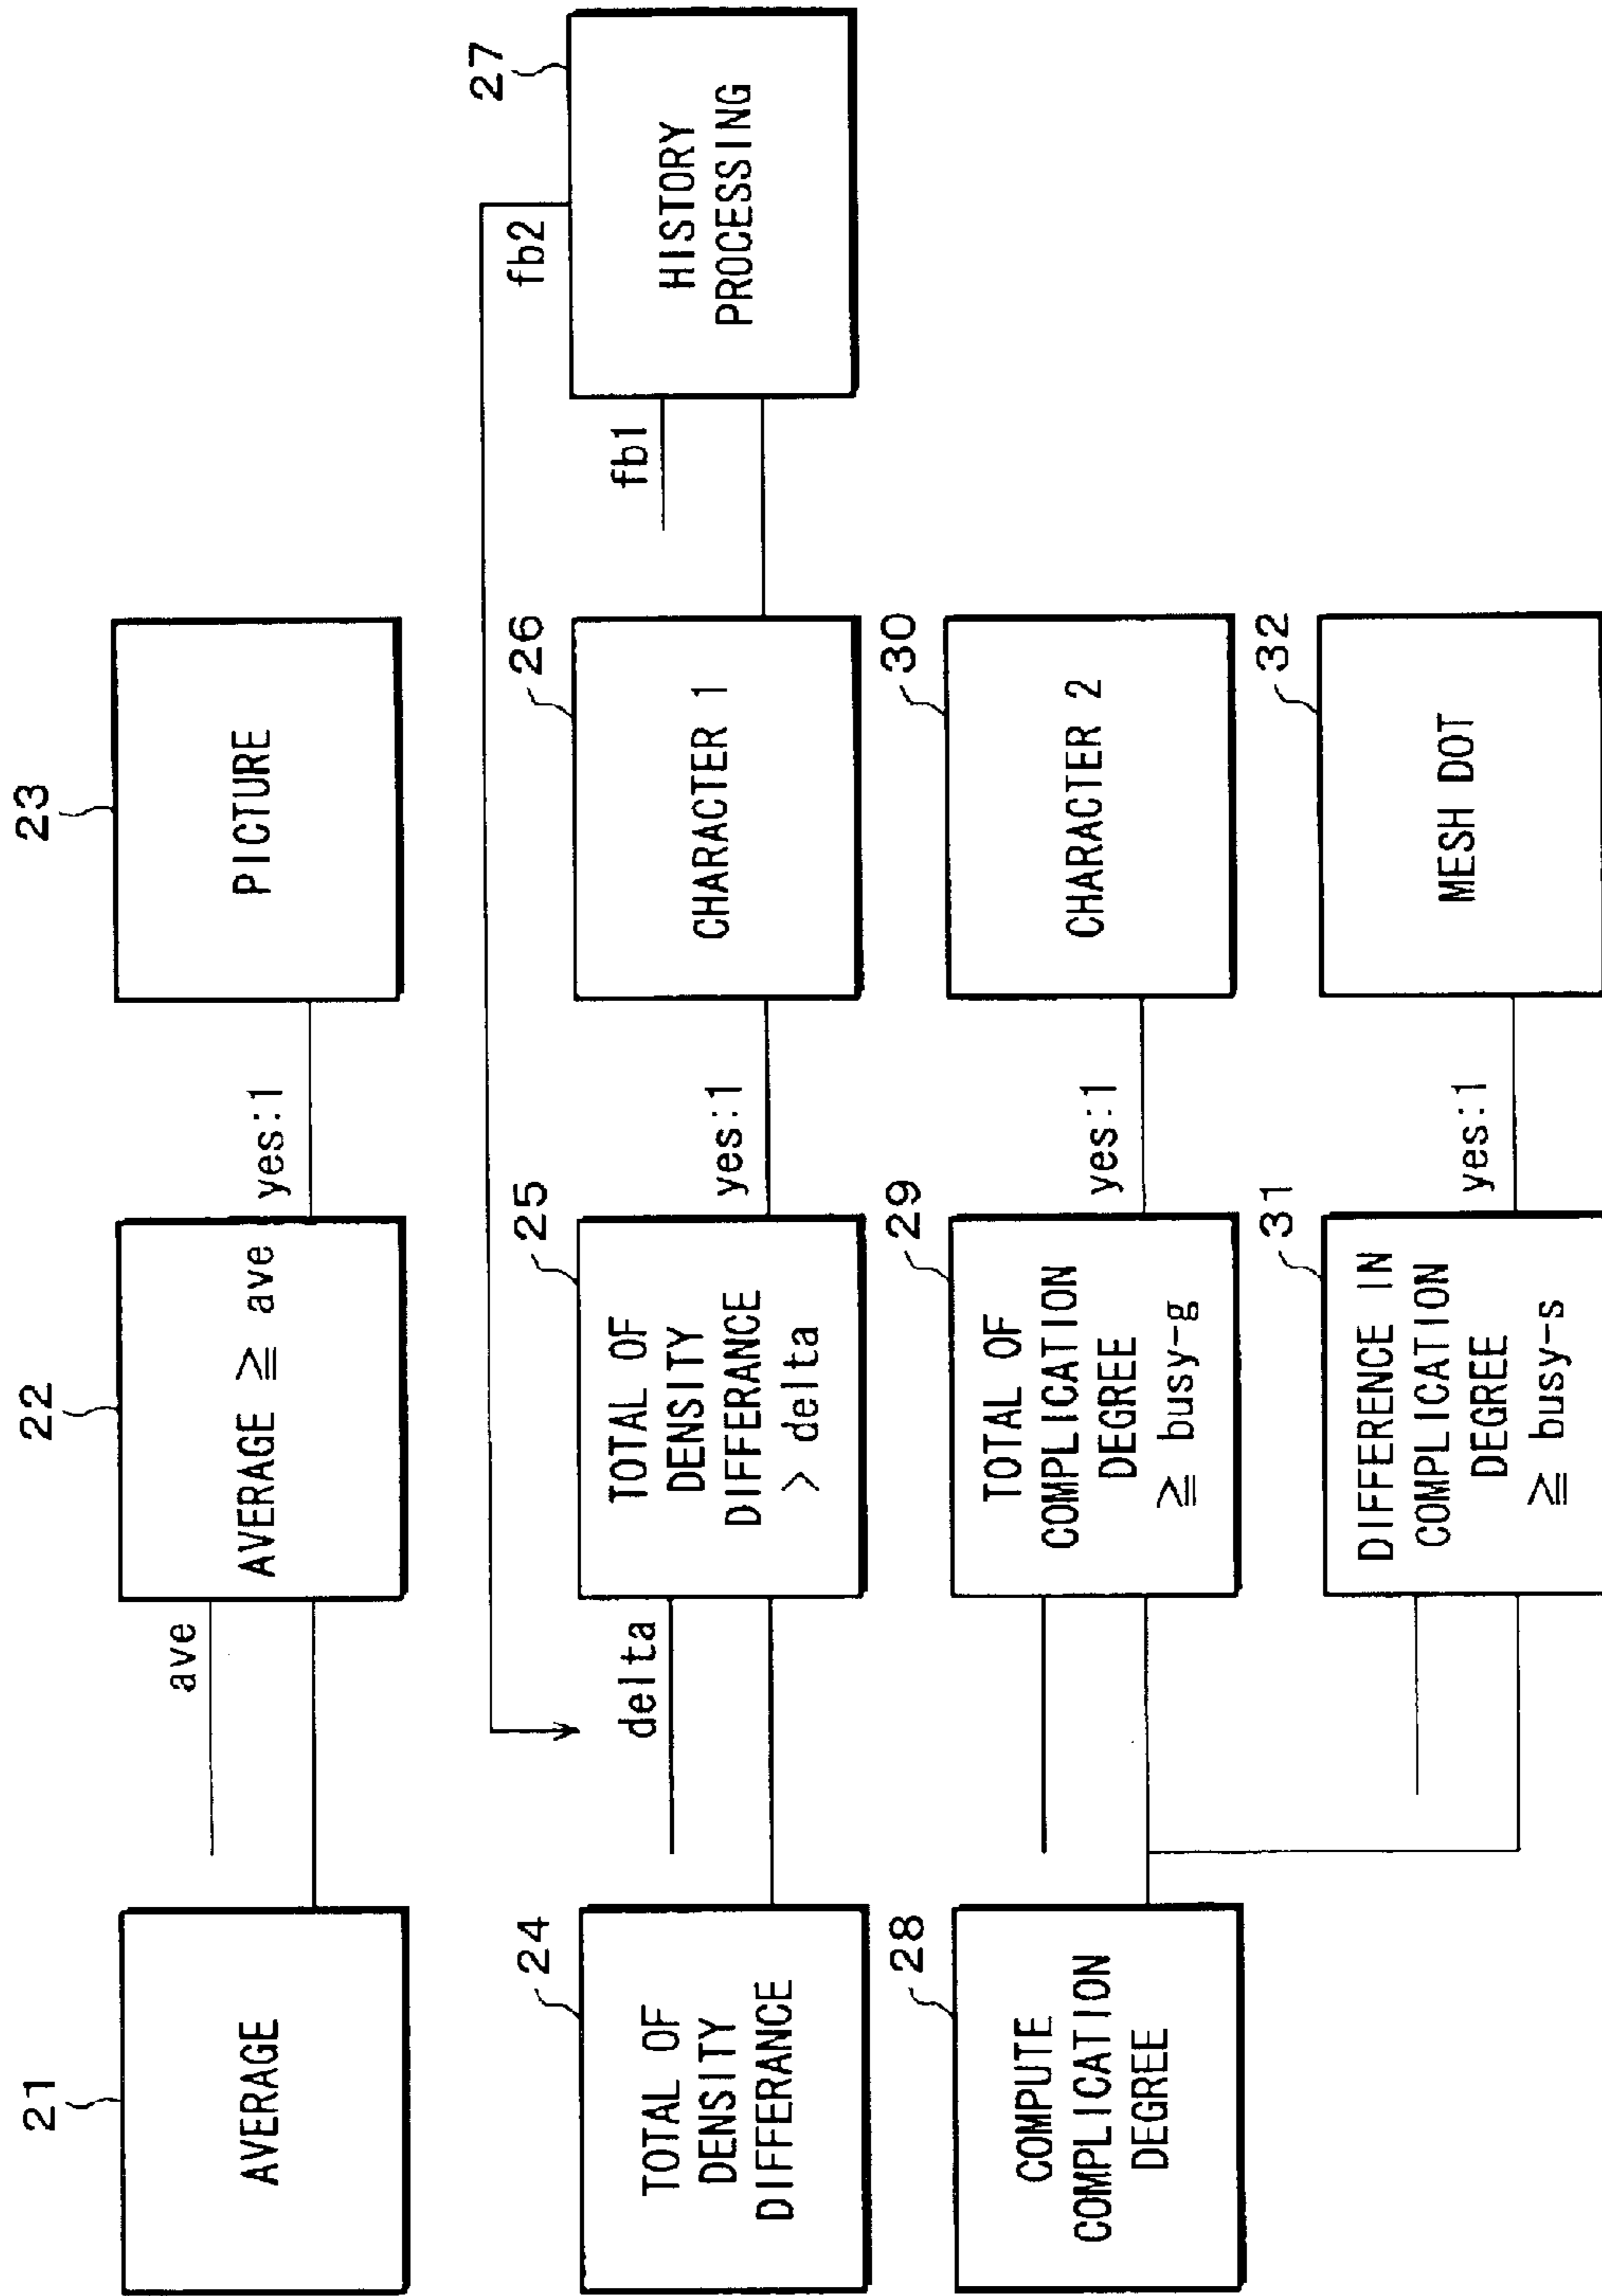 21
AVERAGE
ave
22
AVERAGE ≧ ave
yes:1
23
PICTURE
24
TOTAL OF
DENSITY
DIFFERANCE
delta
25
TOTAL OF
DENSITY
DIFFERANCE
> delta
yes:1
26
CHARACTER 1
fb1
fb2
27
HISTORY
PROCESSING
28
COMPUTE
COMPLICATION
DEGREE
29
TOTAL OF
COMPLICATION
DEGREE
≧ busy-g
yes:1
30
CHARACTER 2
31
DIFFERENCE IN
COMPLICATION
DEGREE
≧ busy-s
yes:1
32
MESH DOT